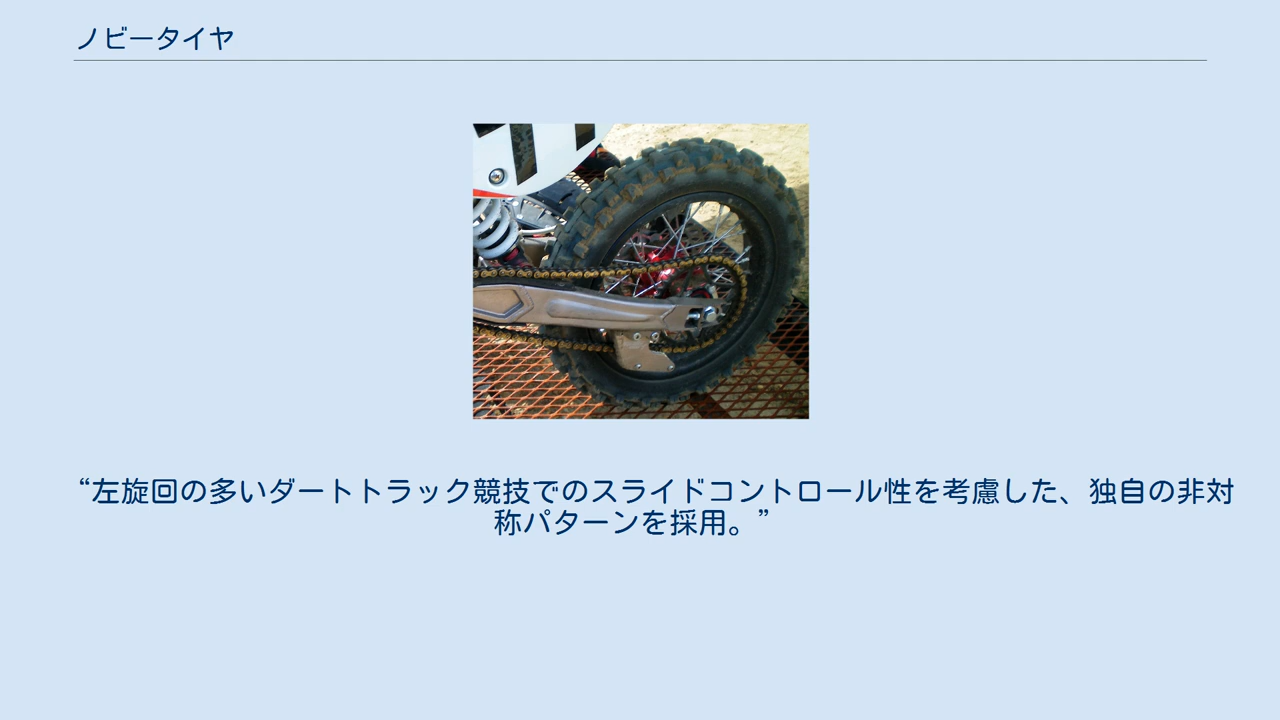 ノビータイヤ
“左旋回の多いダートトラック競技でのスライドコントロール性を考慮した、独自の非対
称パターンを採用。”